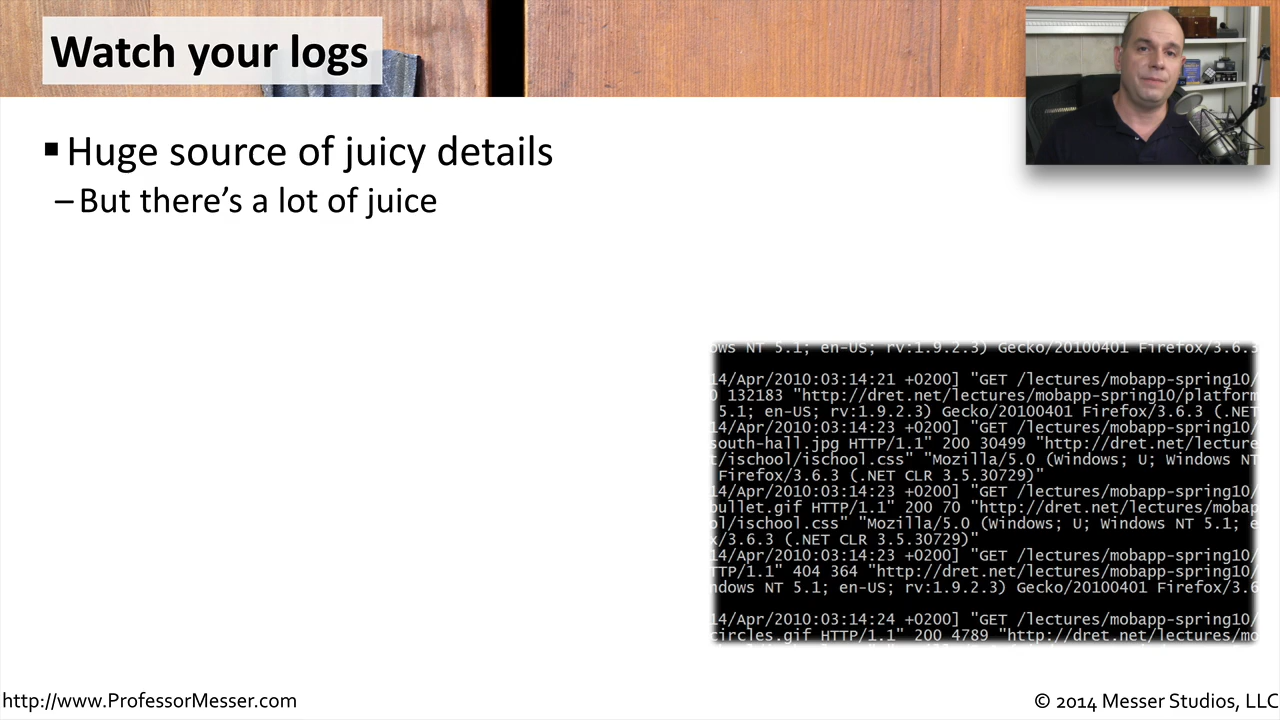 Watch your logs
▪ Huge source of juicy details
– But there's a lot of juice
ows NT 5.1; en-US; rv:1.9.2.3) Gecko/20100401 Firefox/3.6.3
14/Apr/2010:03:14:21 +0200] "GET /lectures/mobapp-spring10/
0 132183 "http://dret.net/lectures/mobapp-spring10/platform
5.1; en-US; rv:1.9.2.3) Gecko/20100401 Firefox/3.6.3 (.NET
14/Apr/2010:03:14:23 +0200] "GET /lectures/mobapp-spring10/
south-hall.jpg HTTP/1.1" 200 30499 "http://dret.net/lecture
t/ischool/ischool.css" "Mozilla/5.0 (Windows; U; Windows NT
Firefox/3.6.3 (.NET CLR 3.5.30729)"
14/Apr/2010:03:14:23 +0200] "GET /lectures/mobapp-spring10/
bullet.gif HTTP/1.1" 200 70 "http://dret.net/lectures/mobap
ol/ischool.css" "Mozilla/5.0 (Windows; U; Windows NT 5.1; e
x/3.6.3 (.NET CLR 3.5.30729)"
14/Apr/2010:03:14:23 +0200] "GET /lectures/mobapp-spring10/
TTP/1.1" 404 364 "http://dret.net/lectures/mobapp-spring10/
ndows NT 5.1; en-US; rv:1.9.2.3) Gecko/20100401 Firefox/3.6
14/Apr/2010:03:14:24 +0200] "GET /lectures/mobapp-spring10/
circles.gif HTTP/1.1" 200 4789 "http://dret.net/lectures/mo
http://www.ProfessorMesser.com
© 2014 Messer Studios, LLC